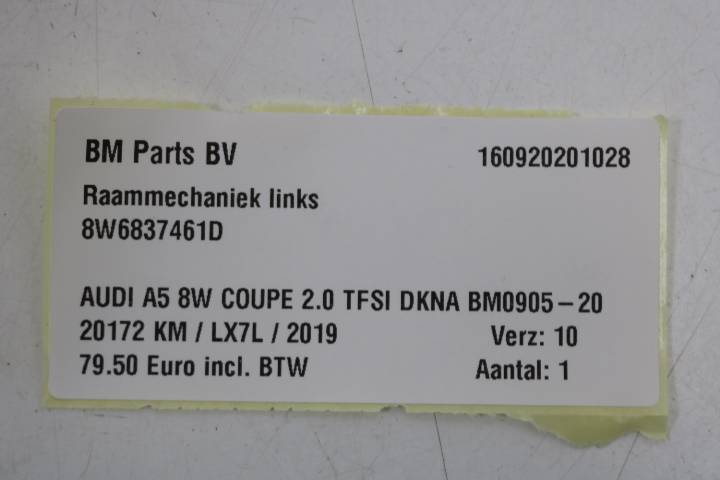 BM Parts BV 160920201028
Raammechaniek links
8W6837461D
AUDI A5 8W COUPE 2.0 TFSI DKNA BM0905-20
20172 KM / LX7L / 2019 Verz: 10
79.50 Euro incl. BTW Aantal: 1